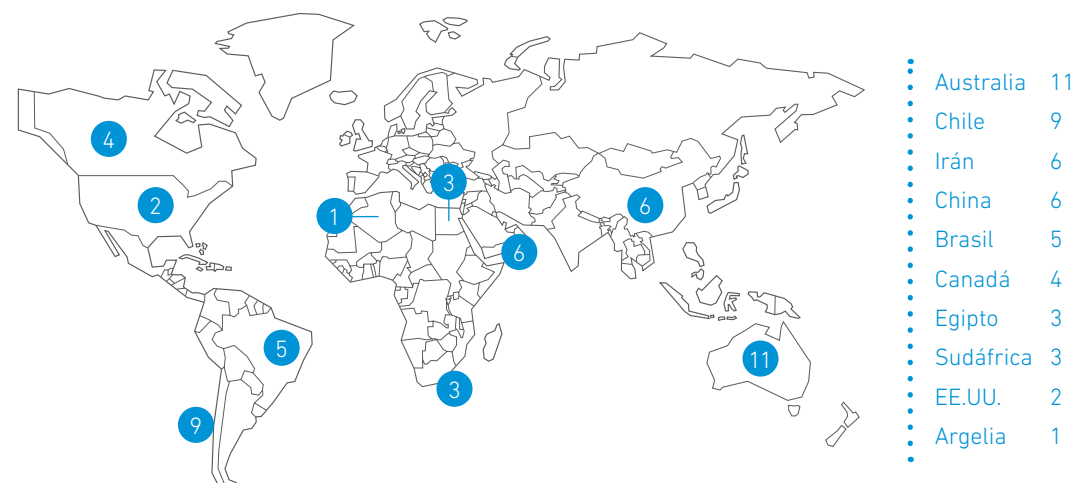 4
2
3
1
6
6
5
11
3
9
Australia 11
Chile 9
Irán 6
China 6
Brasil 5
Canadá 4
Egipto 3
Sudáfrica 3
EE.UU. 2
Argelia 1